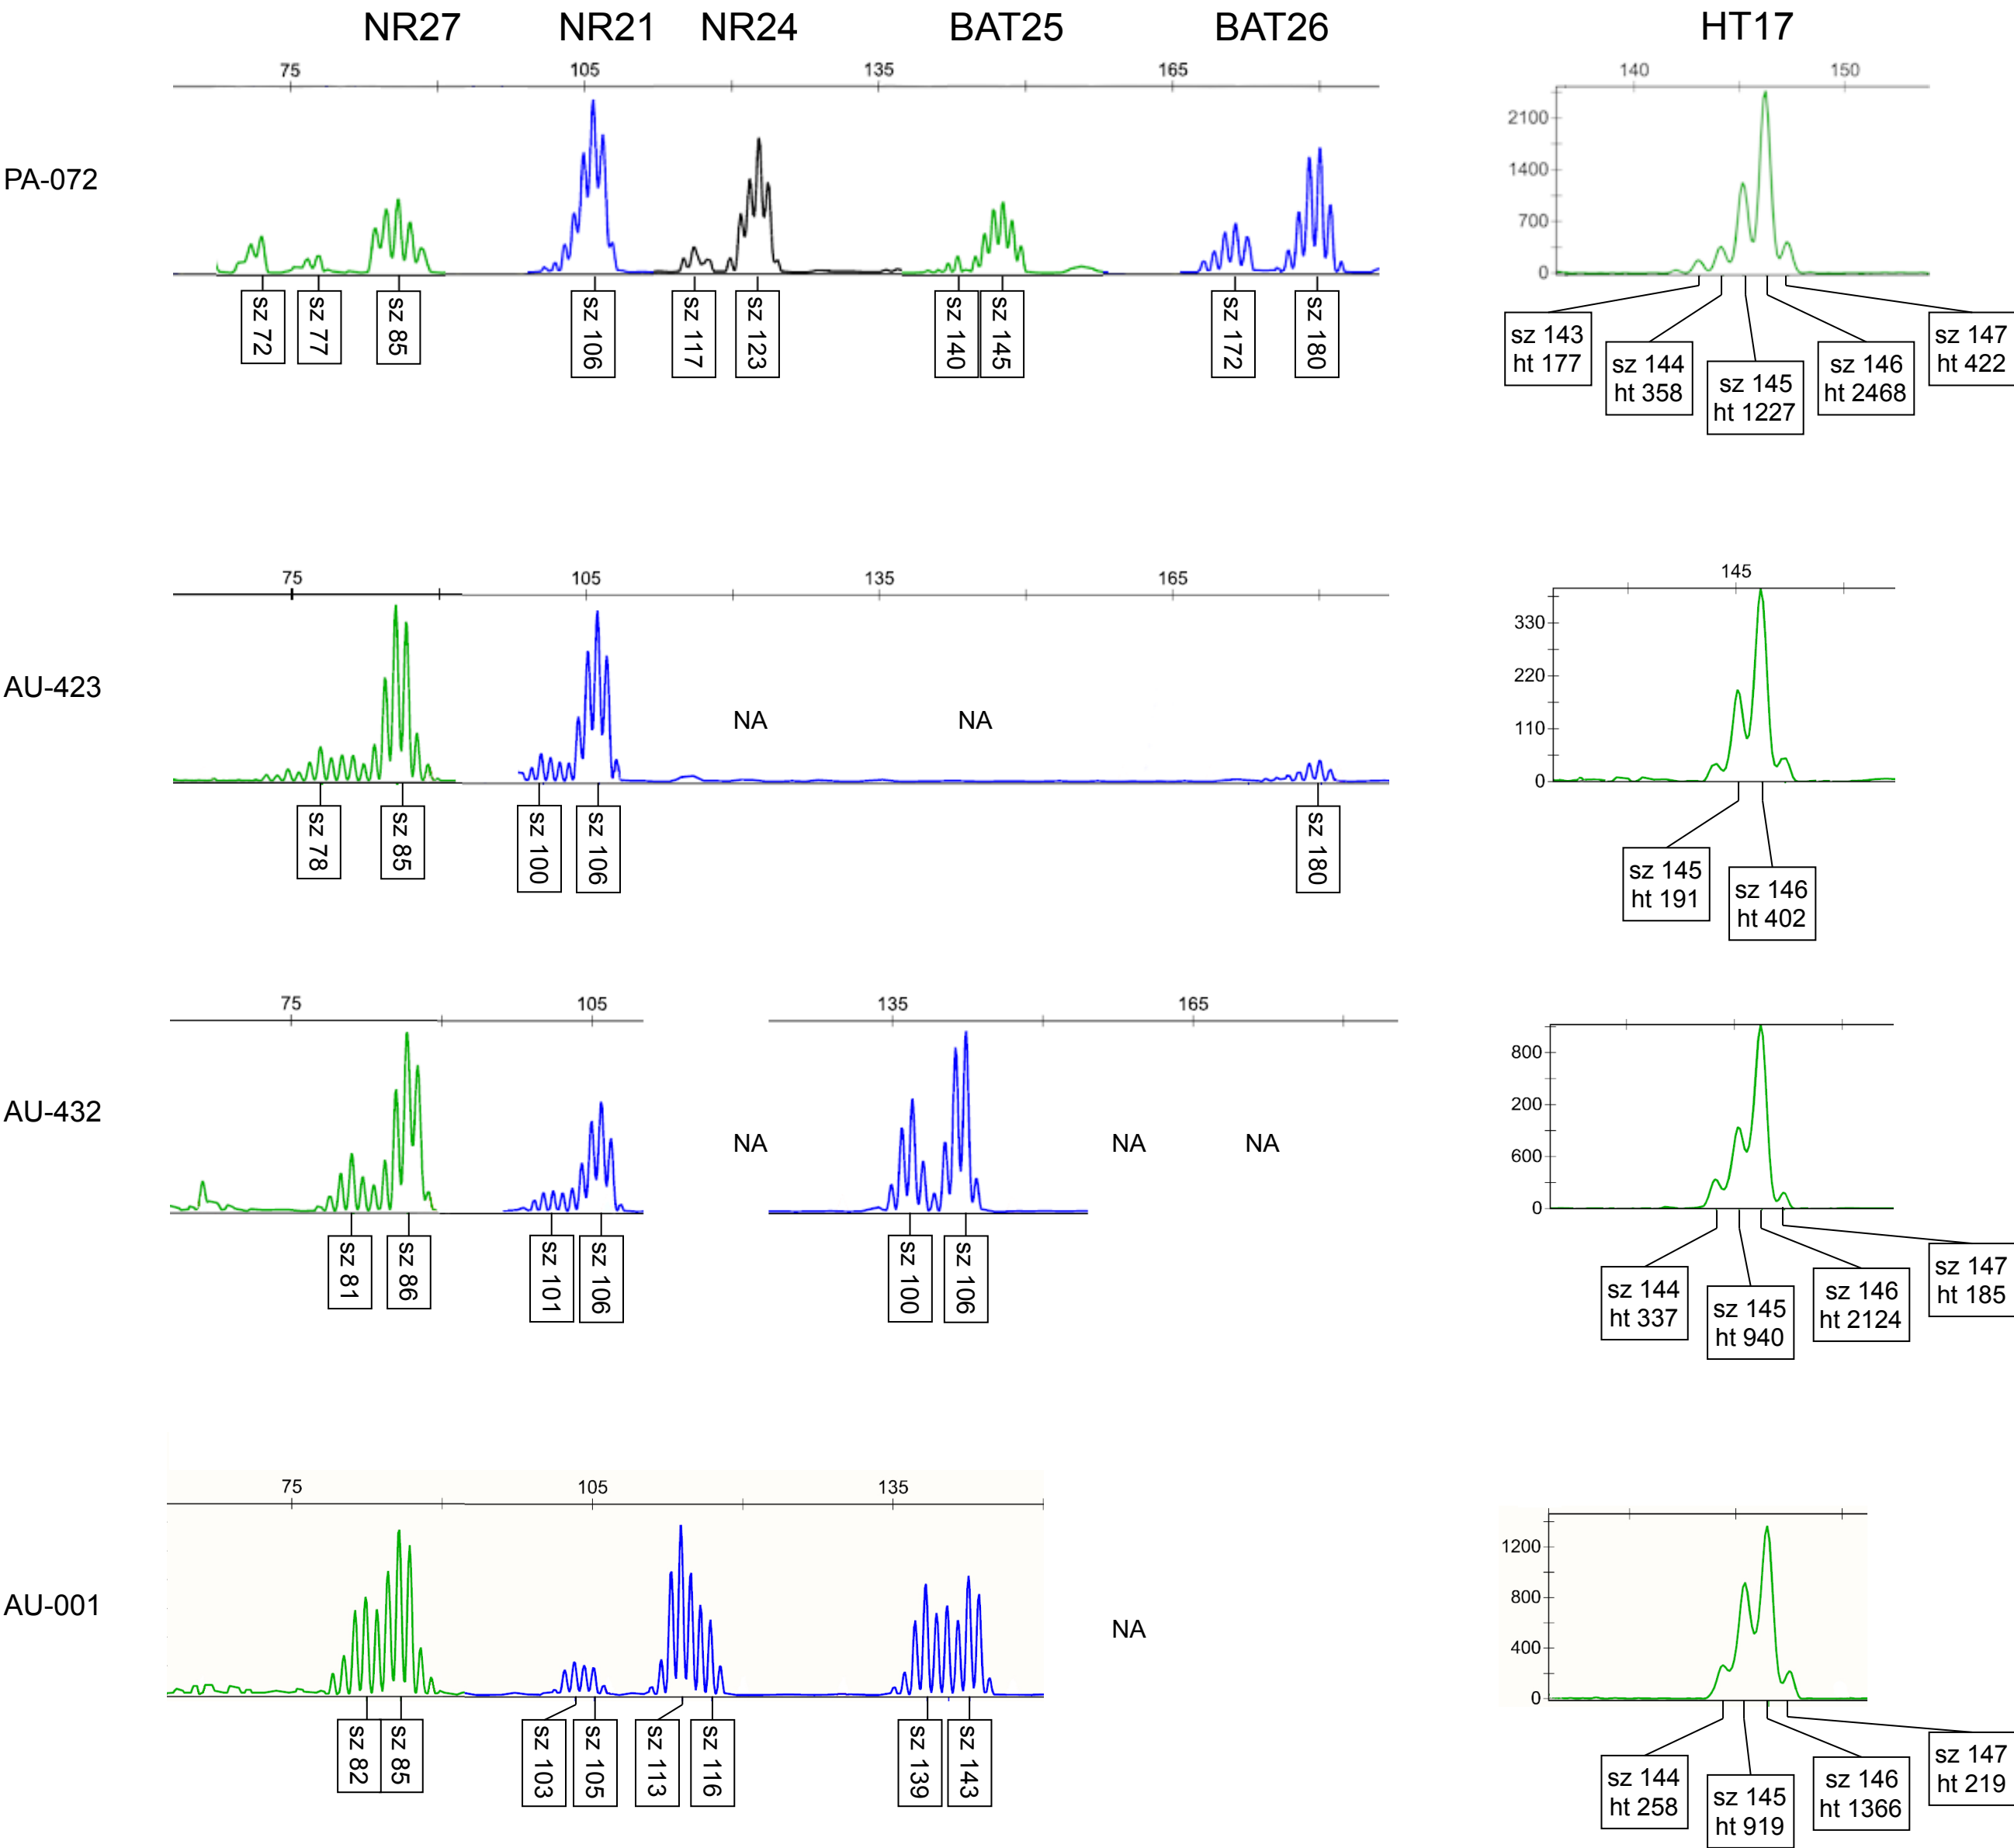 NR27 NR21 NR24 BAT25 BAT26 HT17
75 105 135 165 140 150
PA-072
2100
1400
700
0
sz 72
sz 77
sz 85
sz 106
sz 117
sz 123
sz 140
sz 145
sz 172
sz 180
sz 143
ht 177
sz 144
ht 358
sz 145
ht 1227
sz 146
ht 2468
sz 147
ht 422
75 105 135 165 145
AU-423
NA NA
330
220
110
0
sz 78
sz 85
sz 100
sz 106
sz 180
sz 145
ht 191
sz 146
ht 402
75 105 135 165
AU-432
NA NA NA
800
200
600
0
sz 81
sz 86
sz 101
sz 106
sz 100
sz 106
sz 144
ht 337
sz 145
ht 940
sz 146
ht 2124
sz 147
ht 185
75 105 135
AU-001
NA
1200
800
400
0
sz 82
sz 85
sz 103
sz 105
sz 113
sz 116
sz 139
sz 143
sz 144
ht 258
sz 145
ht 919
sz 146
ht 1366
sz 147
ht 219